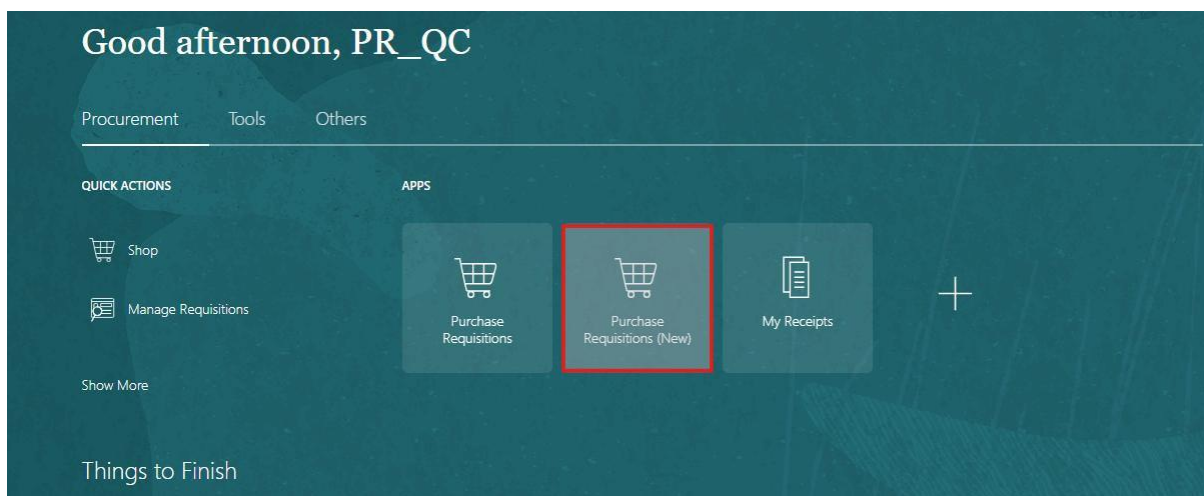 Good afternoon, PR_QC
Procurement
Tools
Others
QUICK ACTIONS
APPS
Shop
Manage Requisitions
Show More
Purchase
Requisitions
Purchase
Requisitions (New)
My Receipts
Things to Finish